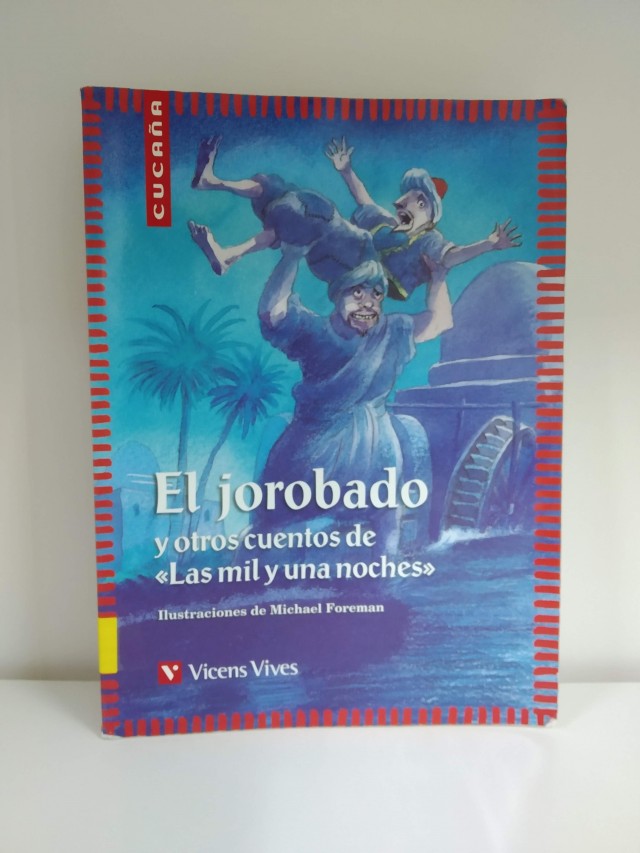 CUCAÑA
El jorobado
y otros cuentos de
«Las mil y una noches»
Ilustraciones de Michael Foreman
V Vicens Vives